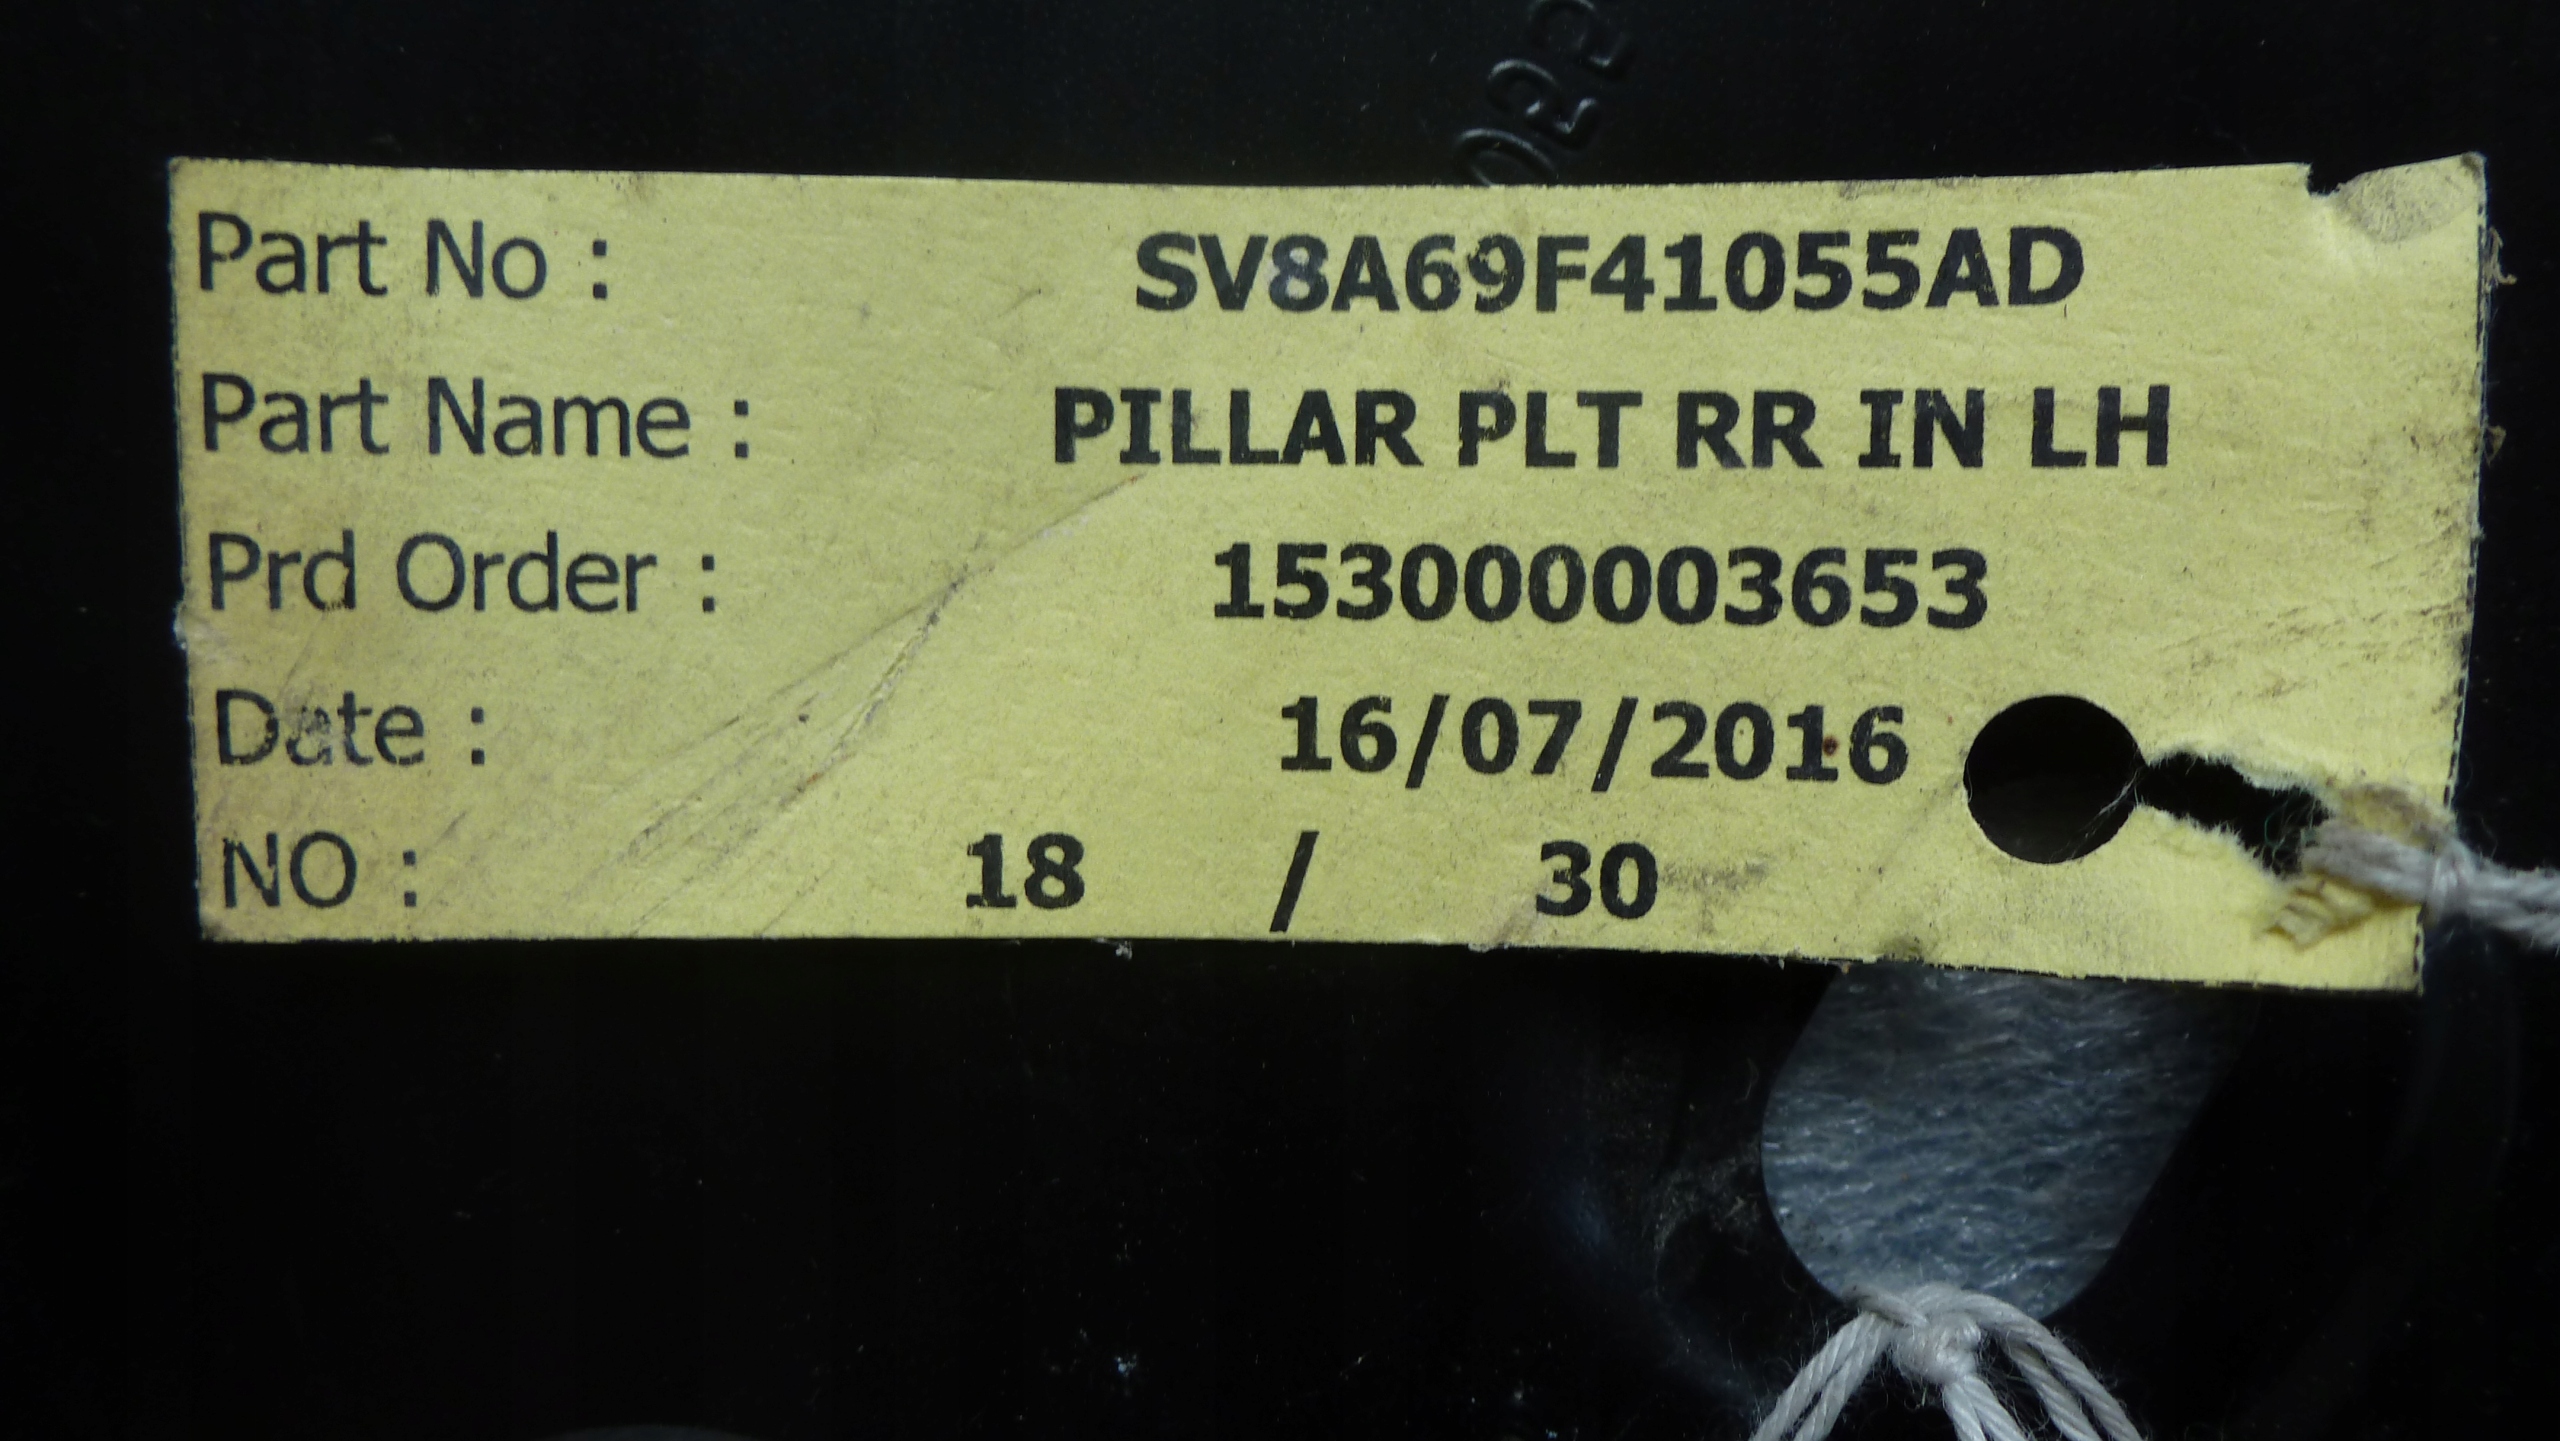 Part No : SV8A69F41055AD
Part Name : PILLAR PLT RR IN LH
Prd Order : 153000003653
Date : 16/07/2016
NO : 18 / 30